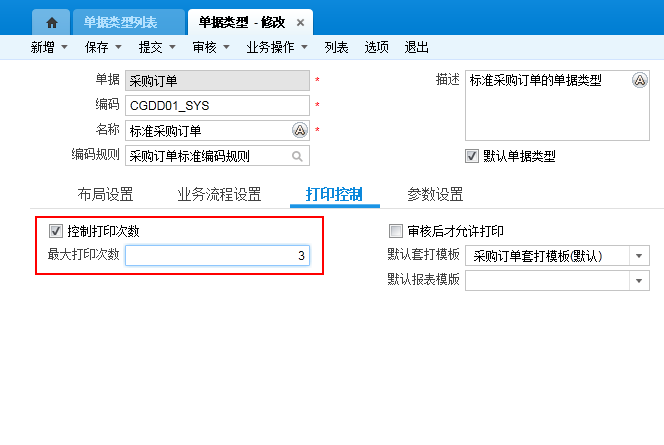 单据类型列表 单据类型 - 修改 ×
新增 保存 提交 审核 业务操作 列表 选项 退出
单据 采购订单 * 描述 标准采购订单的单据类型
编码 CGDD01_SYS *
名称 标准采购订单 *
编码规则 采购订单标准编码规则 默认单据类型
布局设置 业务流程设置 打印控制 参数设置
控制打印次数 审核后才允许打印
最大打印次数 3 默认套打模板 采购订单套打模板(默认)
默认报表模版